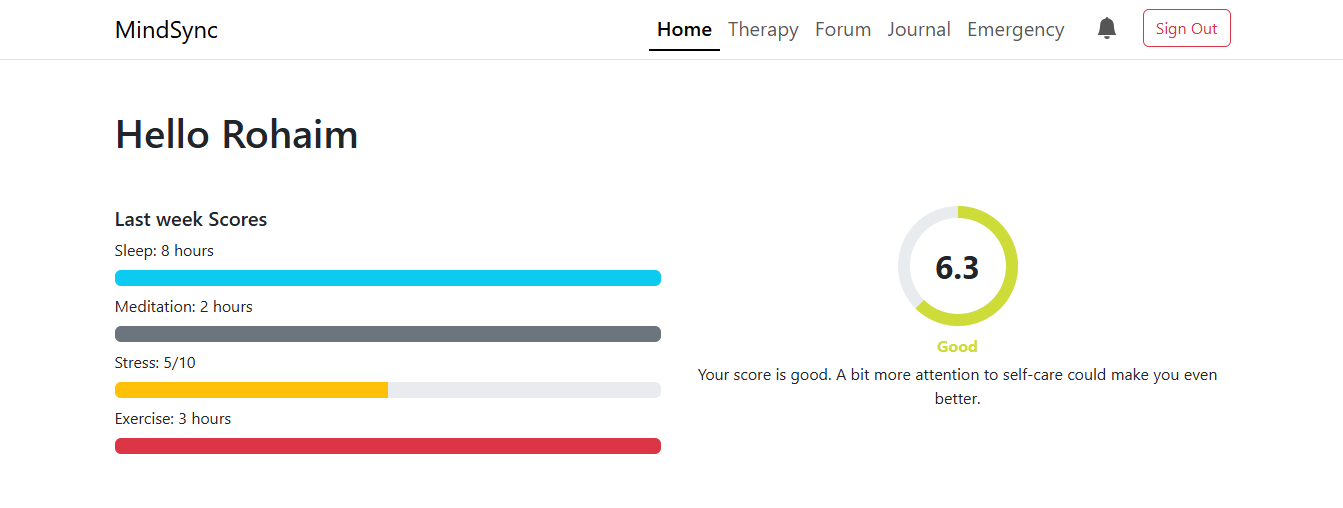 MindSync
Home Therapy Forum Journal Emergency Sign Out
Hello Rohaim
Last week Scores
Sleep: 8 hours
Meditation: 2 hours
Stress: 5/10
Exercise: 3 hours
6.3
Good
Your score is good. A bit more attention to self-care could make you even
better.